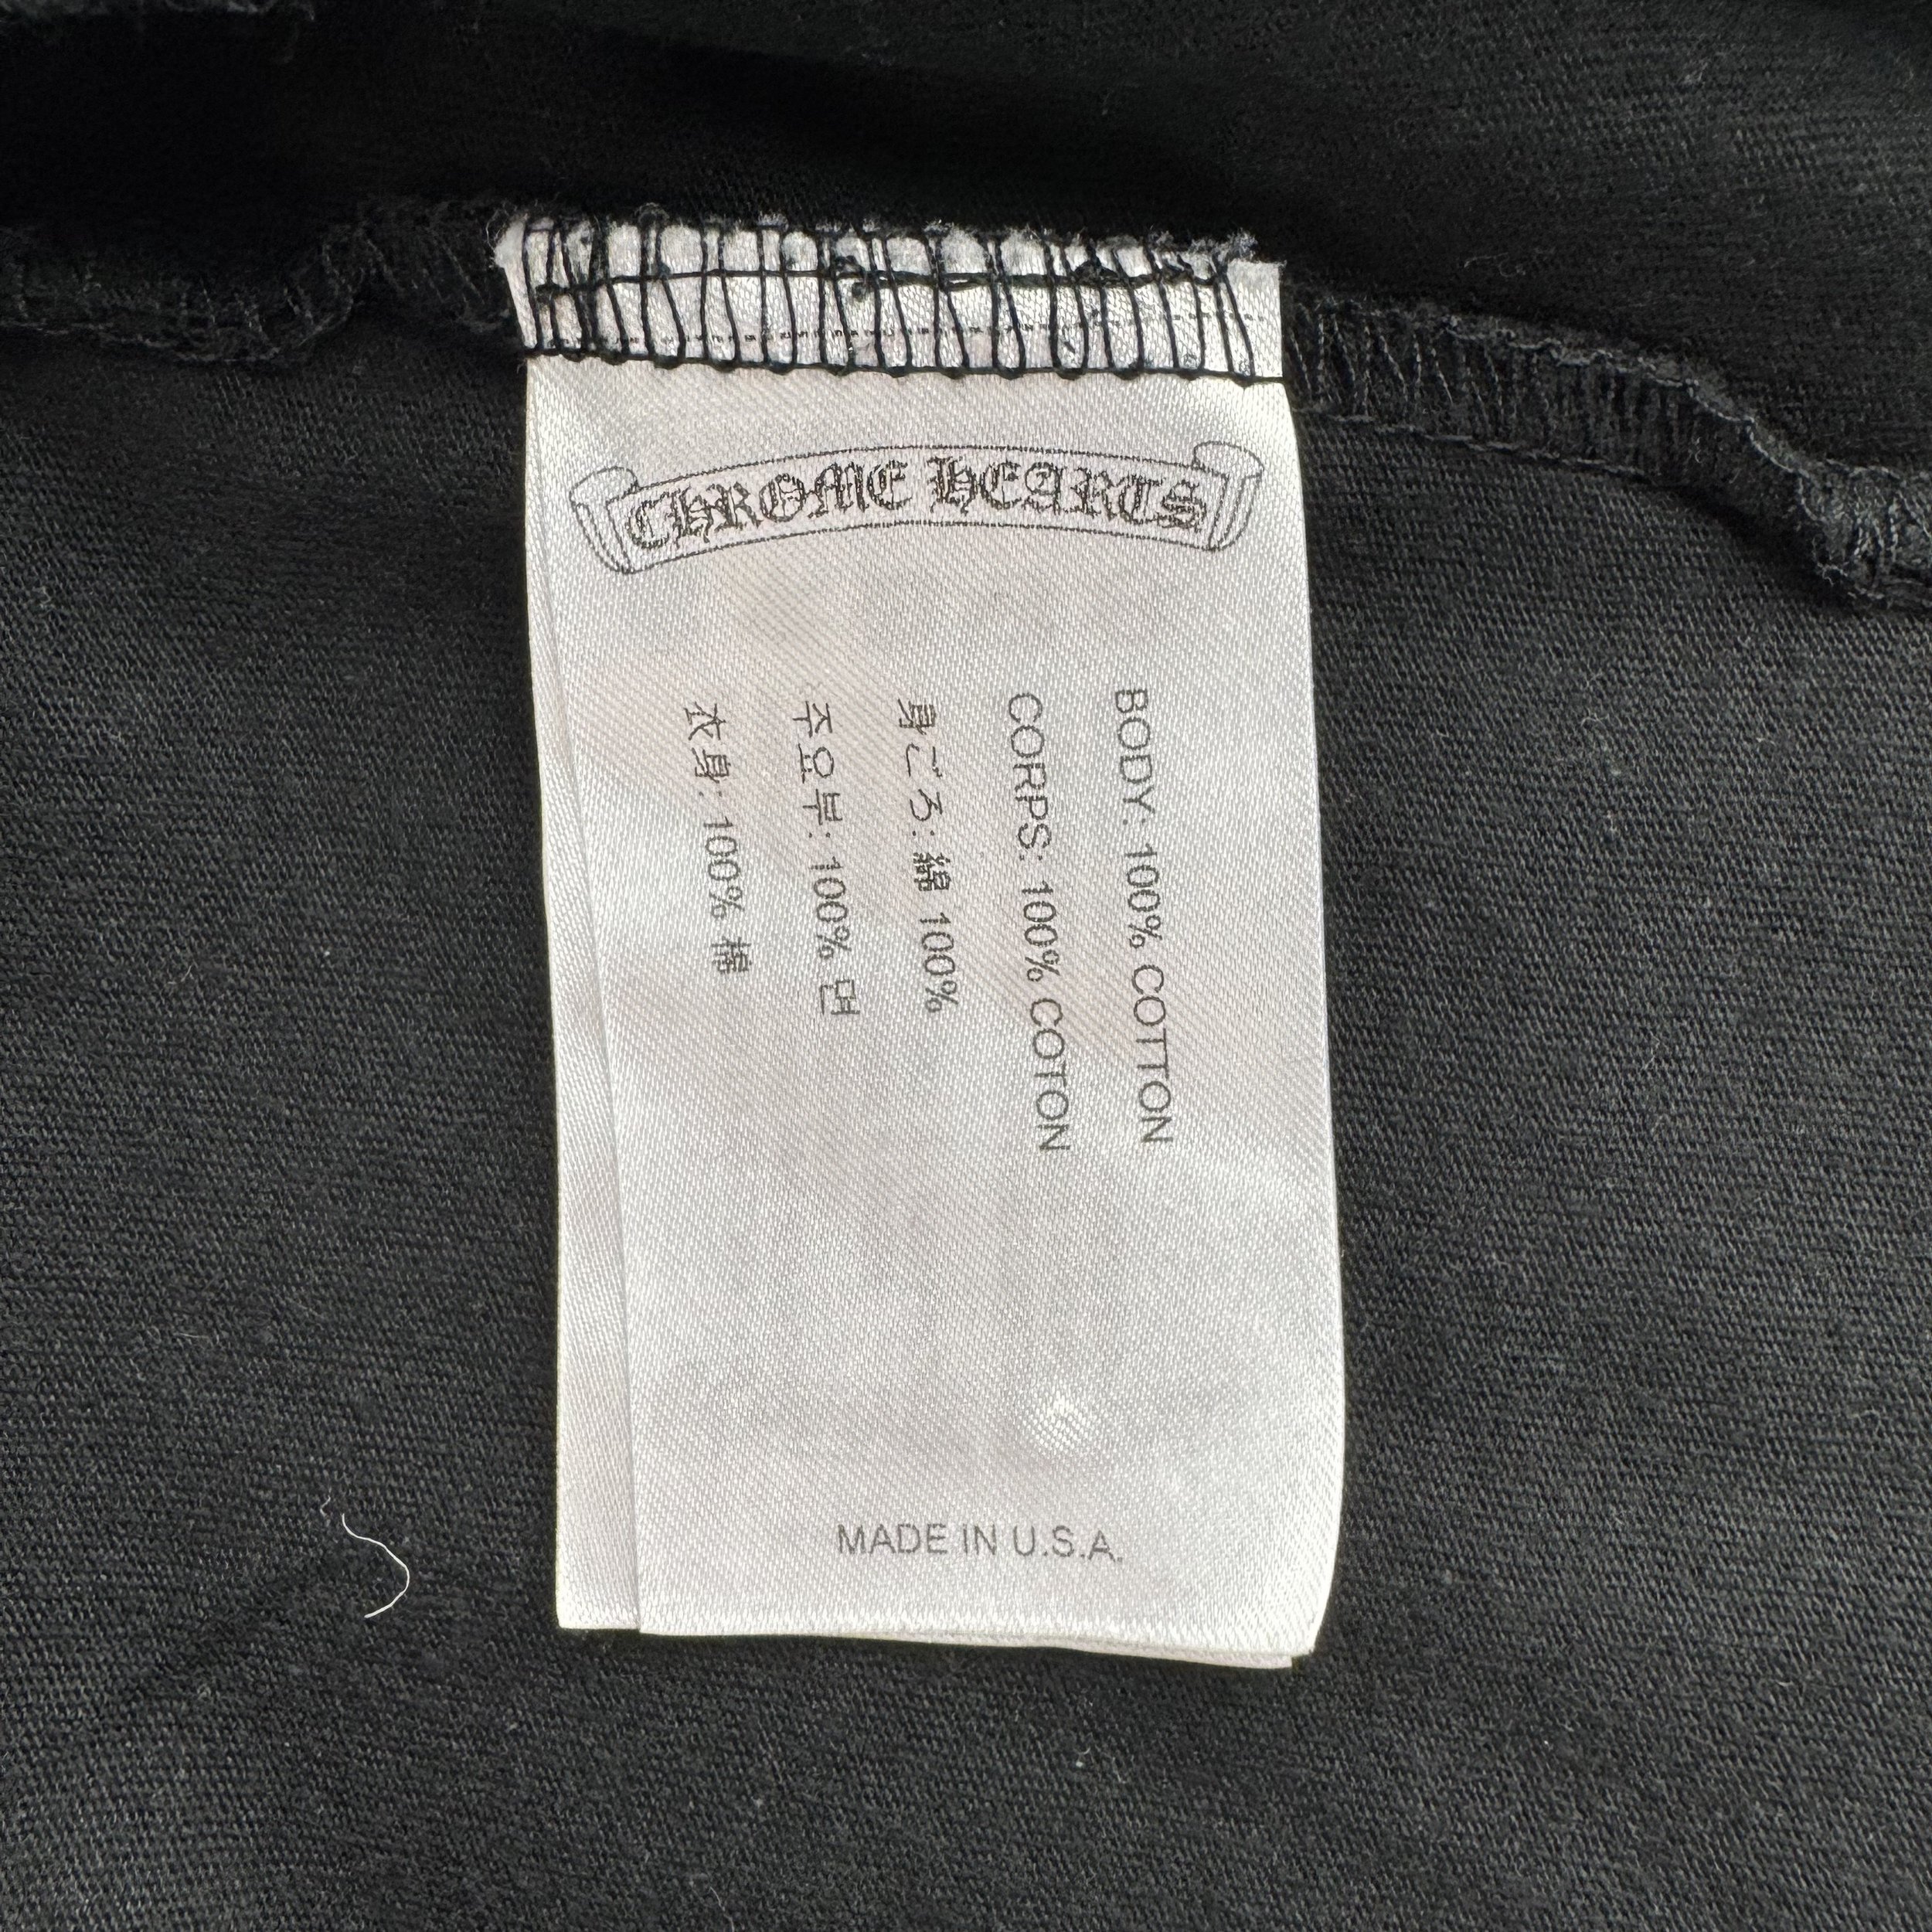 CHROME HEARTS
BODY: 100% COTTON
CORPS: 100% COTON
身ごろ: 綿 100%
주요부: 100% 면
衣身: 100% 棉
MADE IN U.S.A.